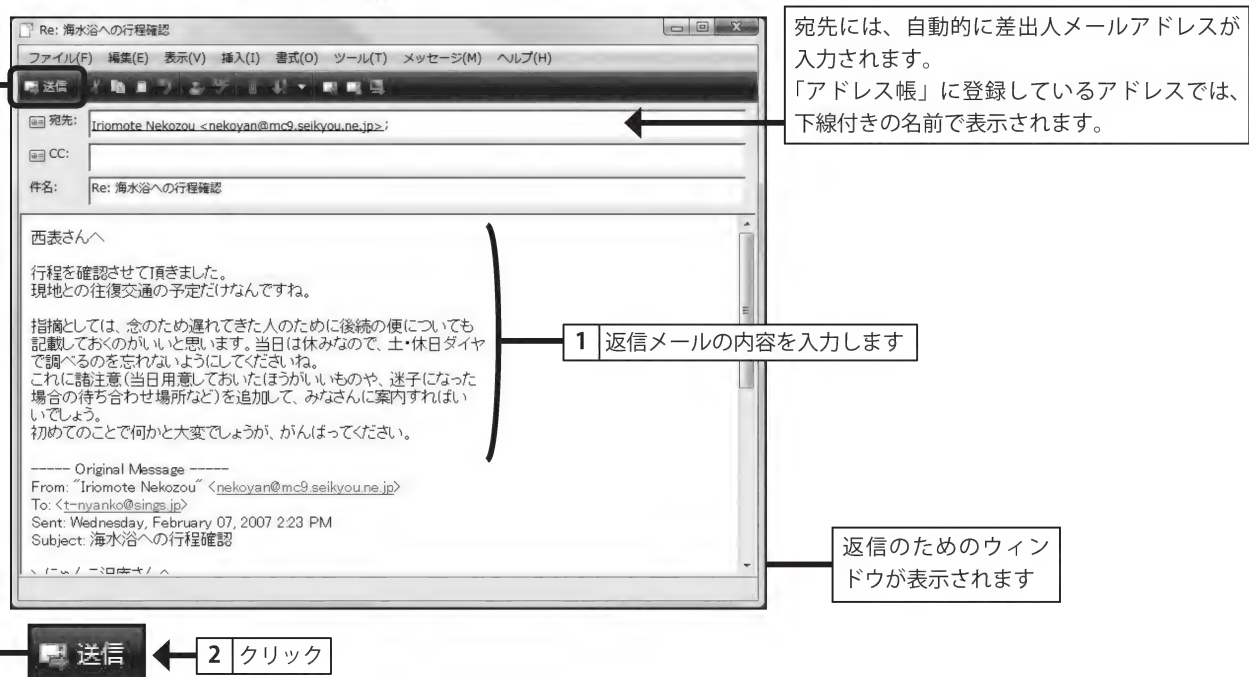 Re: 海水浴への行程確認
ファイル(F) 編集(E) 表示(V) 挿入(I) 書式(O) ツール(T) メッセージ(M) ヘルプ(H)
送信
宛先: Iriomote Nekozou <nekoyan@mc9.seikyou.ne.jp>;
CC:
件名: Re: 海水浴への行程確認
宛先には、自動的に差出人メールアドレスが
入力されます。
「アドレス帳」に登録しているアドレスでは、
下線付きの名前で表示されます。
西表さんへ
行程を確認させて頂きました。
現地との往復交通の予定だけなんですね。
指摘としては、念のため遅れてきた人のために後続の便についても
記載しておくのがいいと思います。当日は休みなので、土・休日ダイヤ
で調べるのを忘れないようにしてくださいね。
これに諸注意(当日用意しておいたほうがいいものや、迷子になった
場合の待ち合わせ場所など)を追加して、みなさんに案内すればい
いでしょう。
初めてのことで何かと大変でしょうが、がんばってください。
1 返信メールの内容を入力します
----- Original Message -----
From: "Iriomote Nekozou" <nekoyan@mc9.seikyou.ne.jp>
To: <t-nyanko@sings.jp>
Sent: Wednesday, February 07, 2007 2:23 PM
Subject: 海水浴への行程確認
返信のためのウィン
ドウが表示されます
送信
2 クリック